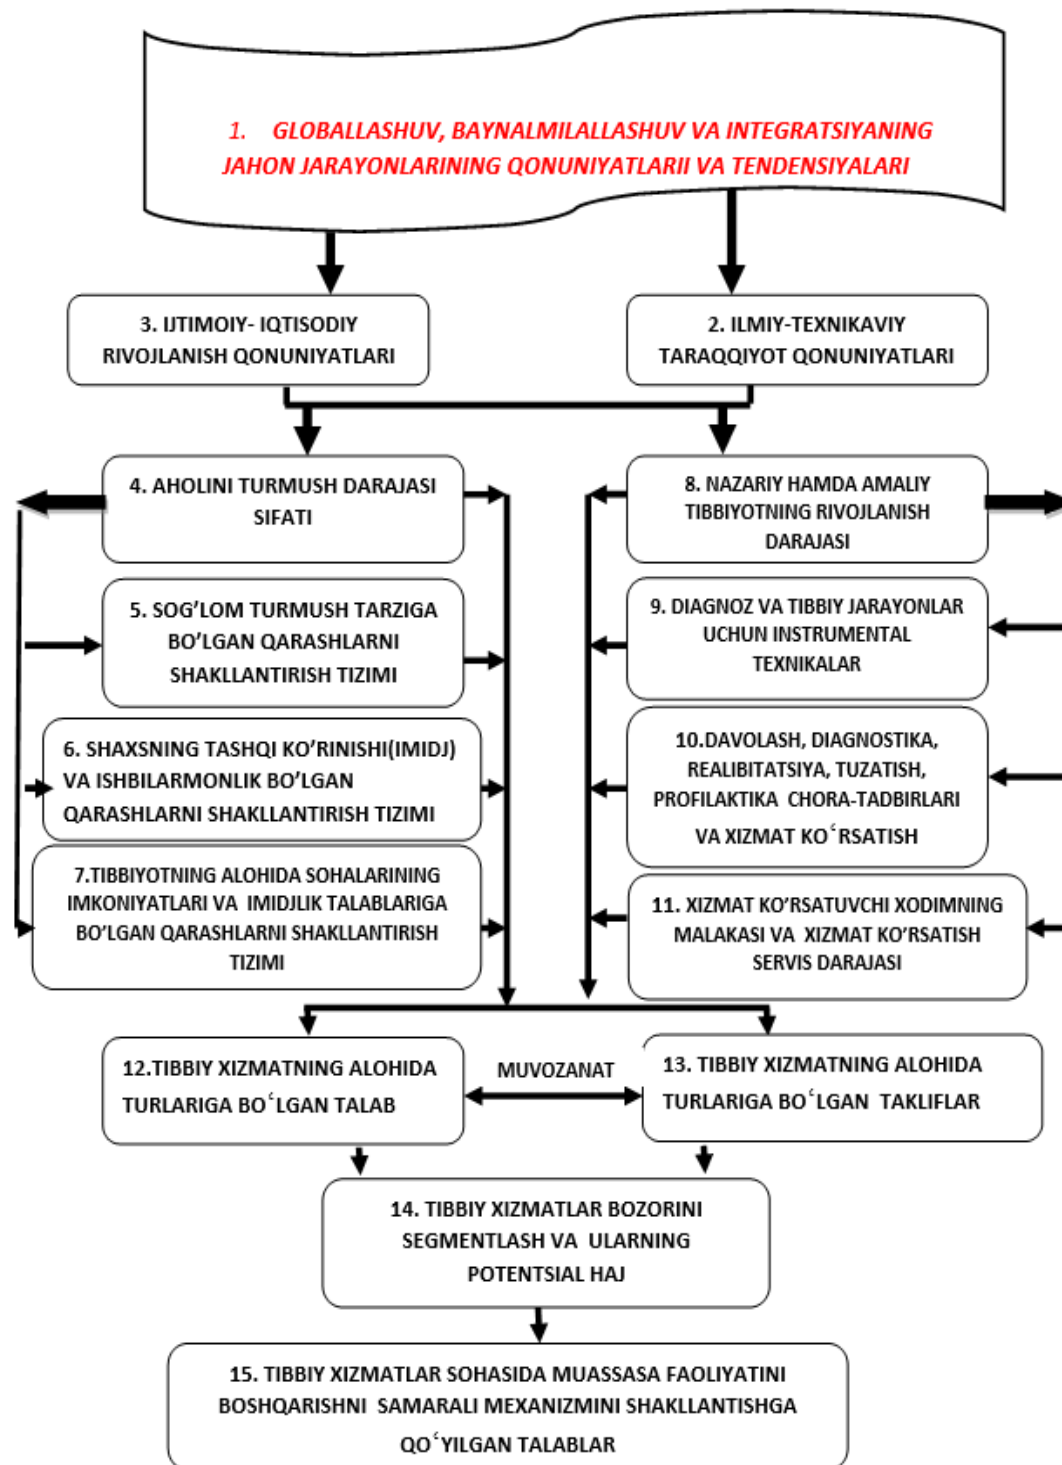 1. GLOBALLASHUV, BAYNALMILALLASHUV VA INTEGRATSIYANING
JAHON JARAYONLARINING QONUNIYATLARII VA TENDENSIYALARI
3. IJTIMOIY- IQTISODIY
RIVOJLANISH QONUNIYATLARI
2. ILMIY-TEXNIKAVIY
TARAQQIYOT QONUNIYATLARI
4. AHOLINI TURMUSH DARAJASI
SIFATI
8. NAZARIY HAMDA AMALIY
TIBBIYOTNING RIVOJLANISH
DARAJASI
5. SOG'LOM TURMUSH TARZIGA
BO'LGAN QARASHLARNI
SHAKLLANTIRISH TIZIMI
9. DIAGNOZ VA TIBBIY JARAYONLAR
UCHUN INSTRUMENTAL
TEXNIKALAR
6. SHAXSNING TASHQI KO'RINISHI(IMIDJ)
VA ISHBILARMONLIK BO'LGAN
QARASHLARNI SHAKLLANTIRISH TIZIMI
10.DAVOLASH, DIAGNOSTIKA,
REALIBITATSIYA, TUZATISH,
PROFILAKTIKA CHORA-TADBIRLARI
VA XIZMAT KOʻRSATISH
7.TIBBIYOTNING ALOHIDA SOHALARINING
IMKONIYATLARI VA IMIDJLIK TALABLARIGA
BO'LGAN QARASHLARNI SHAKLLANTIRISH
TIZIMI
11. XIZMAT KO'RSATUVCHI XODIMNING
MALAKASI VA XIZMAT KO'RSATISH
SERVIS DARAJASI
12.TIBBIY XIZMATNING ALOHIDA
TURLARIGA BOʻLGAN TALAB
MUVOZANAT
13. TIBBIY XIZMATNING ALOHIDA
TURLARIGA BOʻLGAN TAKLIFLAR
14. TIBBIY XIZMATLAR BOZORINI
SEGMENTLASH VA ULARNING
POTENTSIAL HAJ
15. TIBBIY XIZMATLAR SOHASIDA MUASSASA FAOLIYATINI
BOSHQARISHNI SAMARALI MEXANIZMINI SHAKLLANTISHGA
QOʻYILGAN TALABLAR